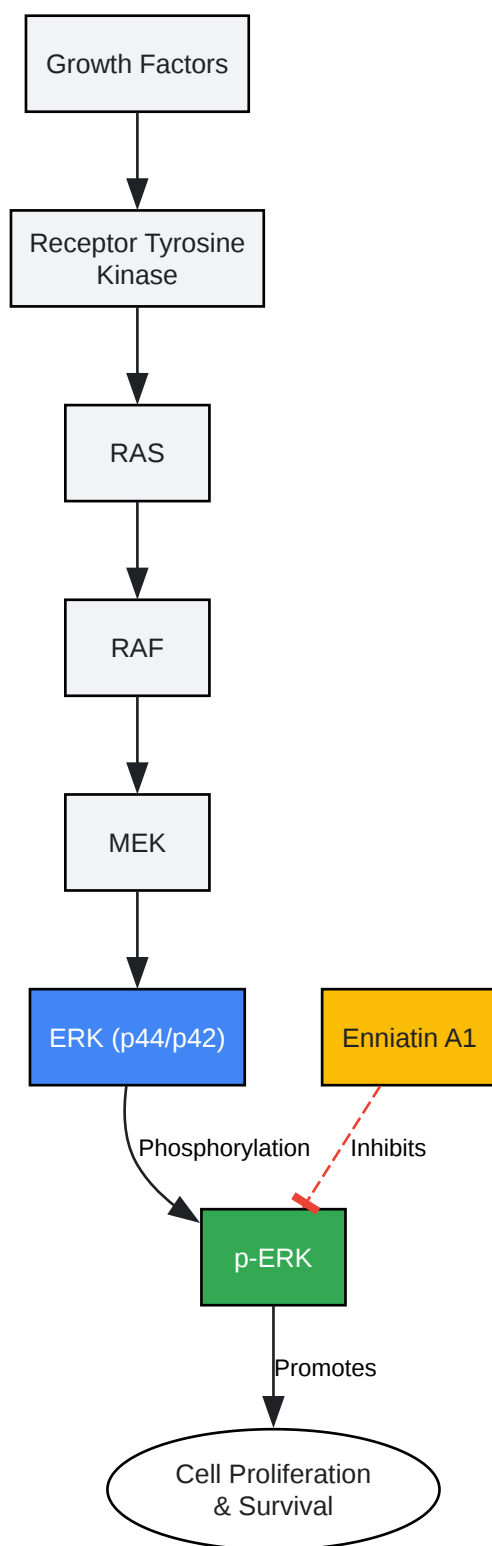 Growth Factors
Receptor Tyrosine
Kinase
RAS
RAF
MEK
ERK (p44/p42)
Enniatin A1
Phosphorylation
Inhibits
p-ERK
Promotes
Cell Proliferation
& Survival